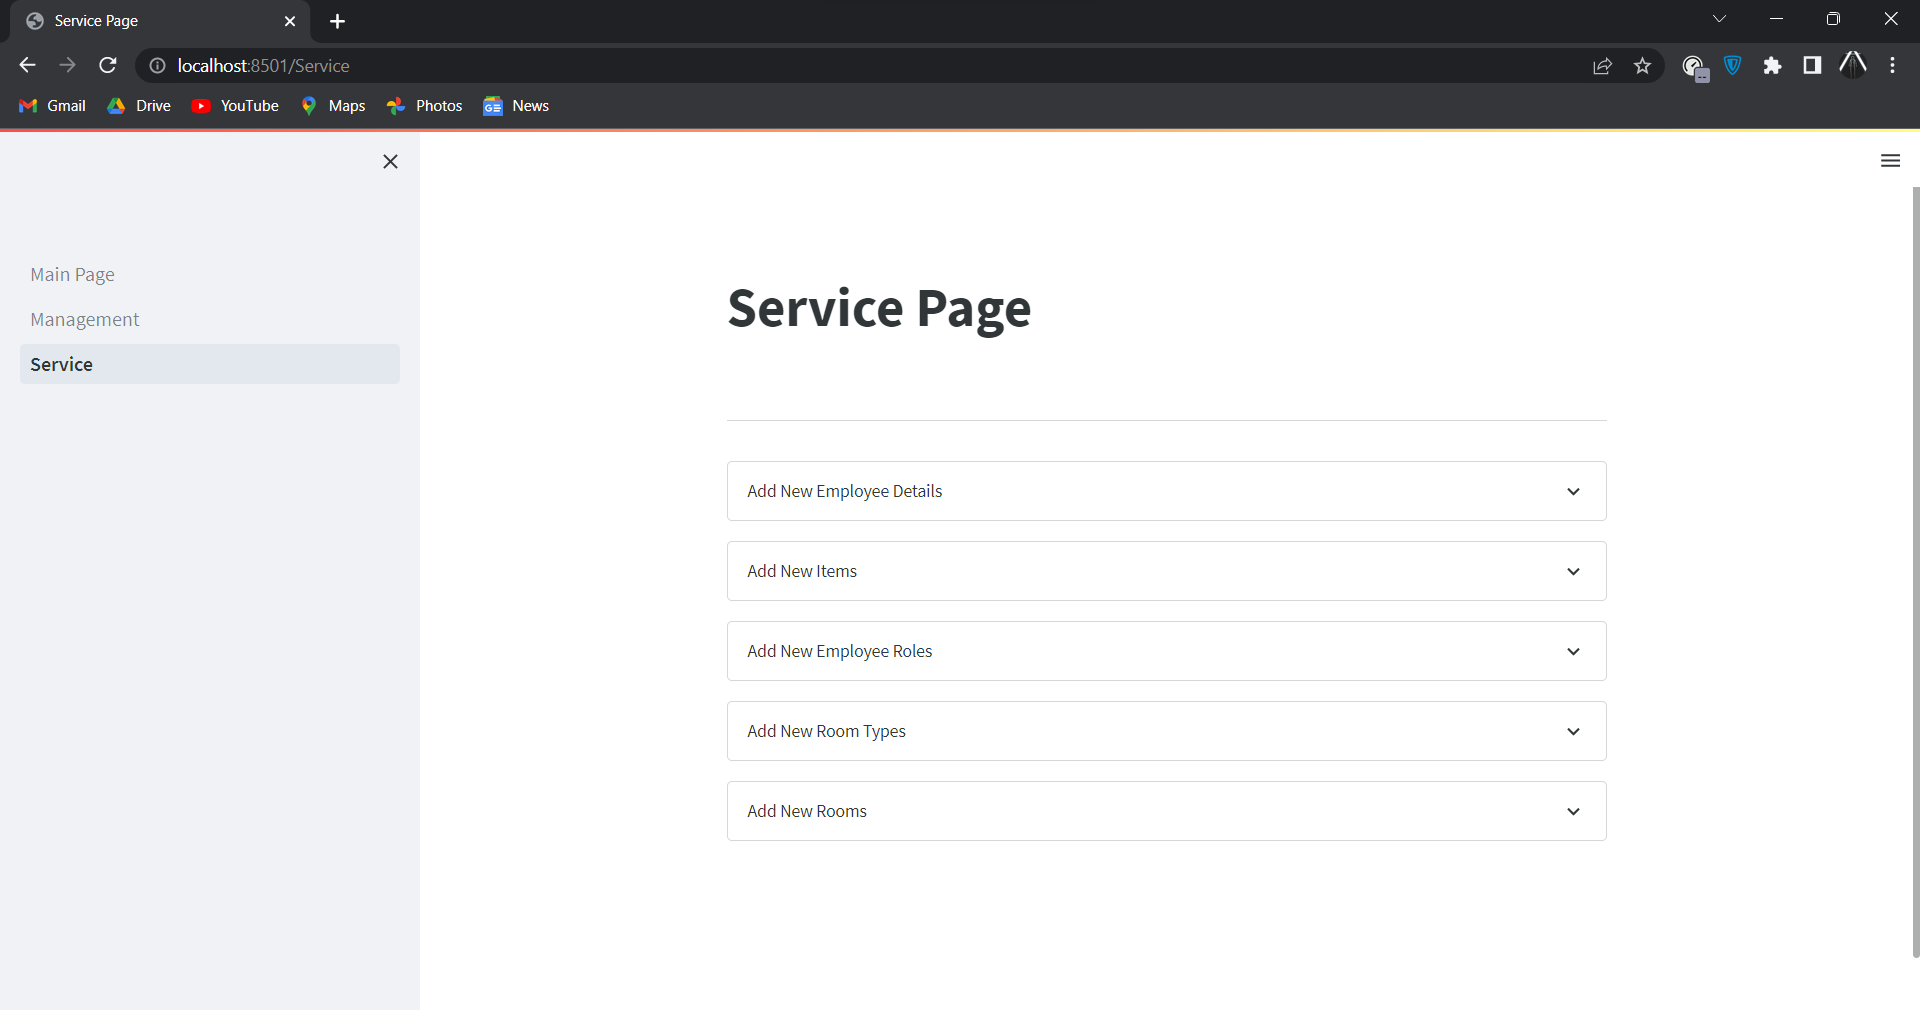 Service Page
localhost:8501/Service
Gmail Drive YouTube Maps Photos GE News
Main Page
Management
Service
Service Page
Add New Employee Details
Add New Items
Add New Employee Roles
Add New Room Types
Add New Rooms